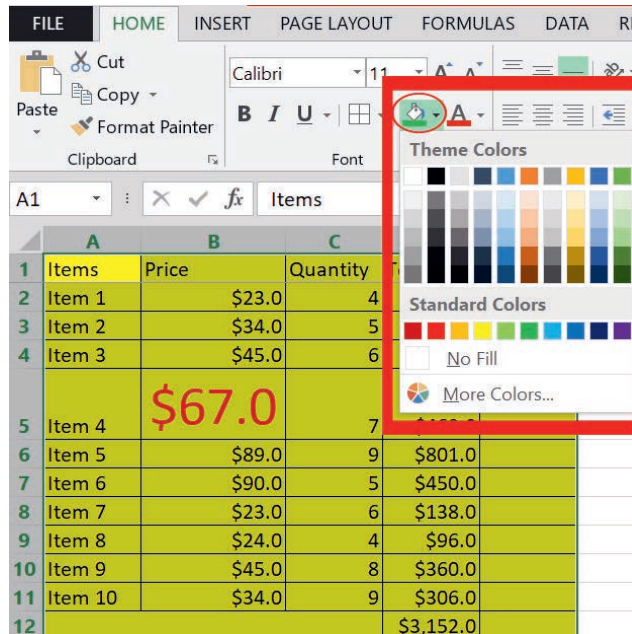 FILE HOME INSERT PAGE LAYOUT FORMULAS DATA
Cut
Copy
Format Painter
Paste
Clipboard
Calibri 11 A A
B I U A
Font
Theme Colors
Standard Colors
No Fill
More Colors...
A1 fx Items
A B C
1 Items Price Quantity
2 Item 1 $23.0 4
3 Item 2 $34.0 5
4 Item 3 $45.0 6
5 Item 4 $67.0 7
6 Item 5 $89.0 9 $801.0
7 Item 6 $90.0 5 $450.0
8 Item 7 $23.0 6 $138.0
9 Item 8 $24.0 4 $96.0
10 Item 9 $45.0 8 $360.0
11 Item 10 $34.0 9 $306.0
12 $3,152.0